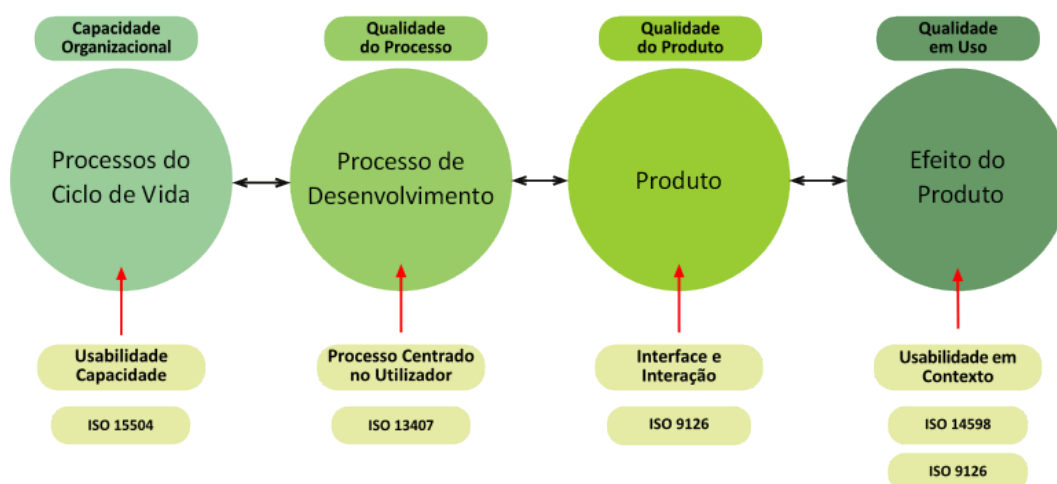 Capacidade
Organizacional
Qualidade
do Processo
Qualidade
do Produto
Qualidade
em Uso
Processos do
Ciclo de Vida
Processo de
Desenvolvimento
Produto
Efeito do
Produto
Usabilidade
Capacidade
Processo Centrado
no Utilizador
Interface e
Interação
Usabilidade em
Contexto
ISO 15504
ISO 13407
ISO 9126
ISO 14598
ISO 9126